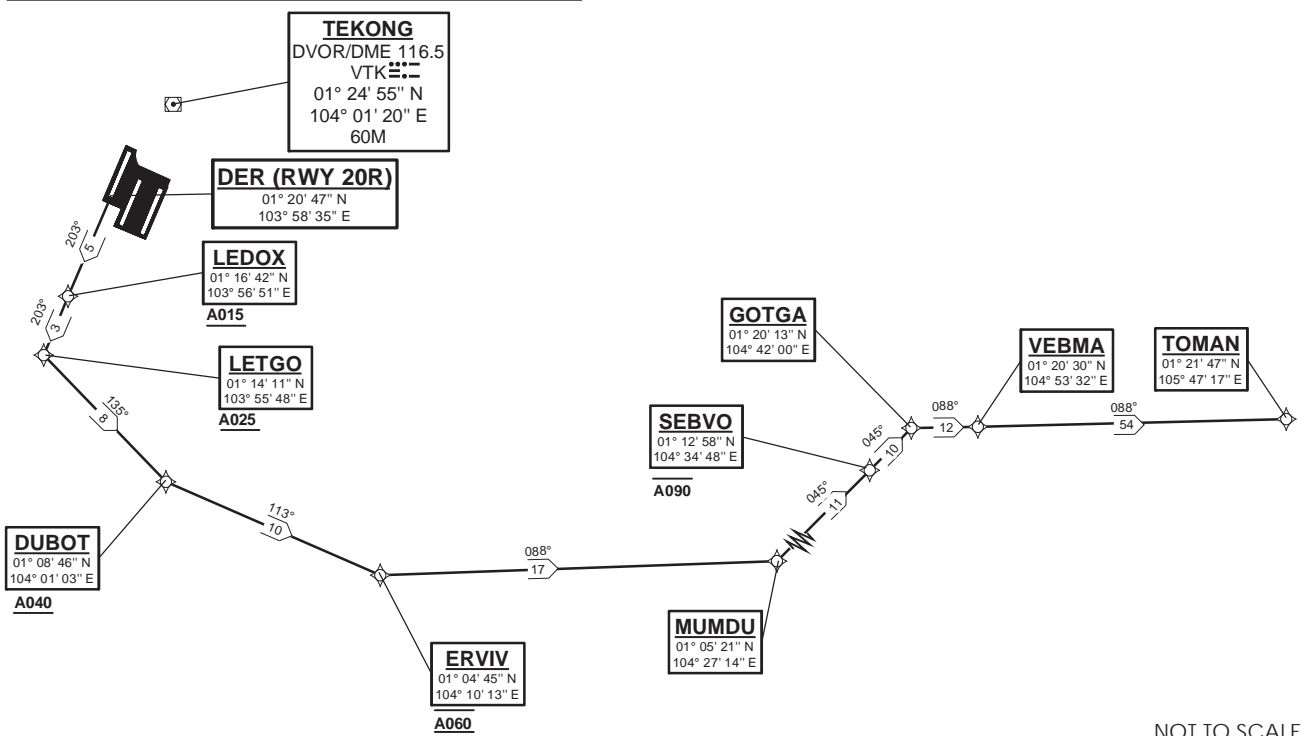 TEKONG
DVOR/DME 116.5
VTK
01° 24' 55" N
104° 01' 20" E
60M
DER (RWY 20R)
01° 20' 47" N
103° 58' 35" E
203°
5
LEDOX
01° 16' 42" N
103° 56' 51" E
A015
203°
3
LETGO
01° 14' 11" N
103° 55' 48" E
A025
135°
8
DUBOT
01° 08' 46" N
104° 01' 03" E
A040
113°
10
ERVIV
01° 04' 45" N
104° 10' 13" E
A060
088°
17
MUMDU
01° 05' 21" N
104° 27' 14" E
045°
11
SEBVO
01° 12' 58" N
104° 34' 48" E
A090
045°
10
GOTGA
01° 20' 13" N
104° 42' 00" E
088°
12
VEBMA
01° 20' 30" N
104° 53' 32" E
088°
54
TOMAN
01° 21' 47" N
105° 47' 17" E
NOT TO SCALE